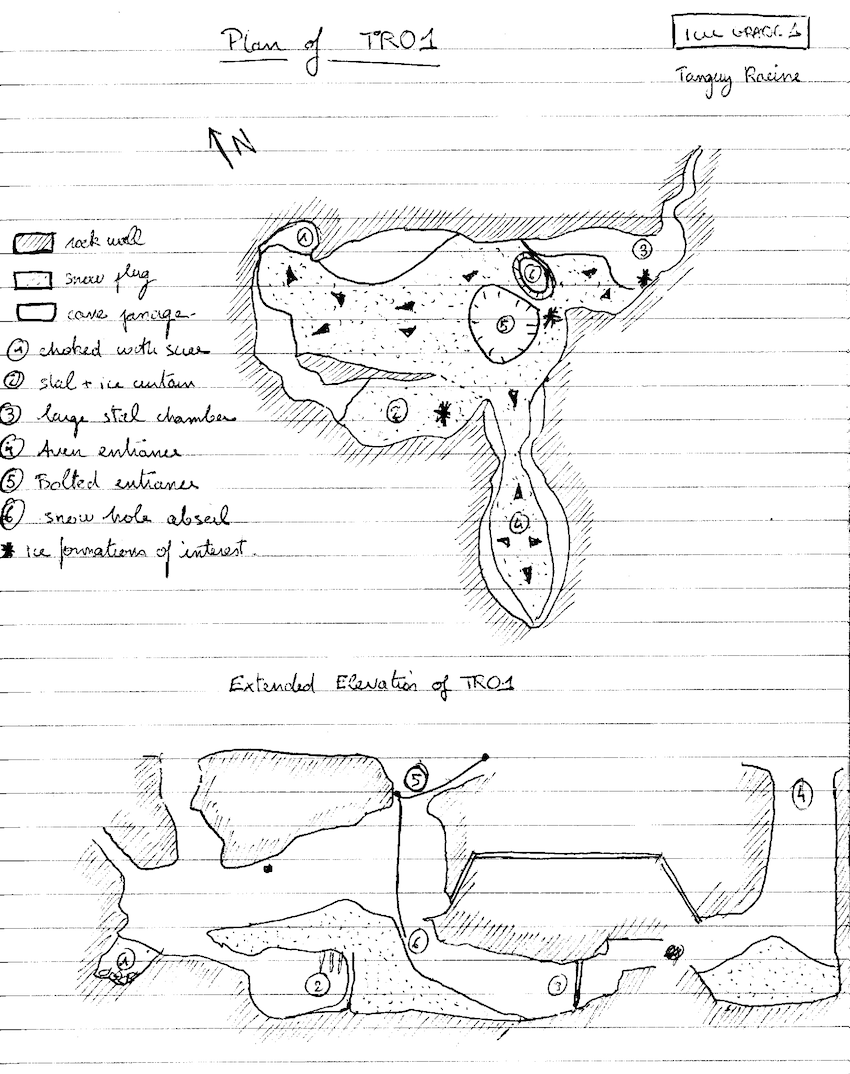 Plan of TRO1
ICCC GRADE 1
Tanguy Racine
N
rock wall
snow plug
cave passage
1 choked with scree
2 stal + ice curtain
3 large stal chamber
4 Aven entrance
5 Bolted entrance
6 snow hole abseil
* ice formations of interest.
1
6
3
5
2
4
Extended Elevation of TRO1
5
4
6
1
2
3